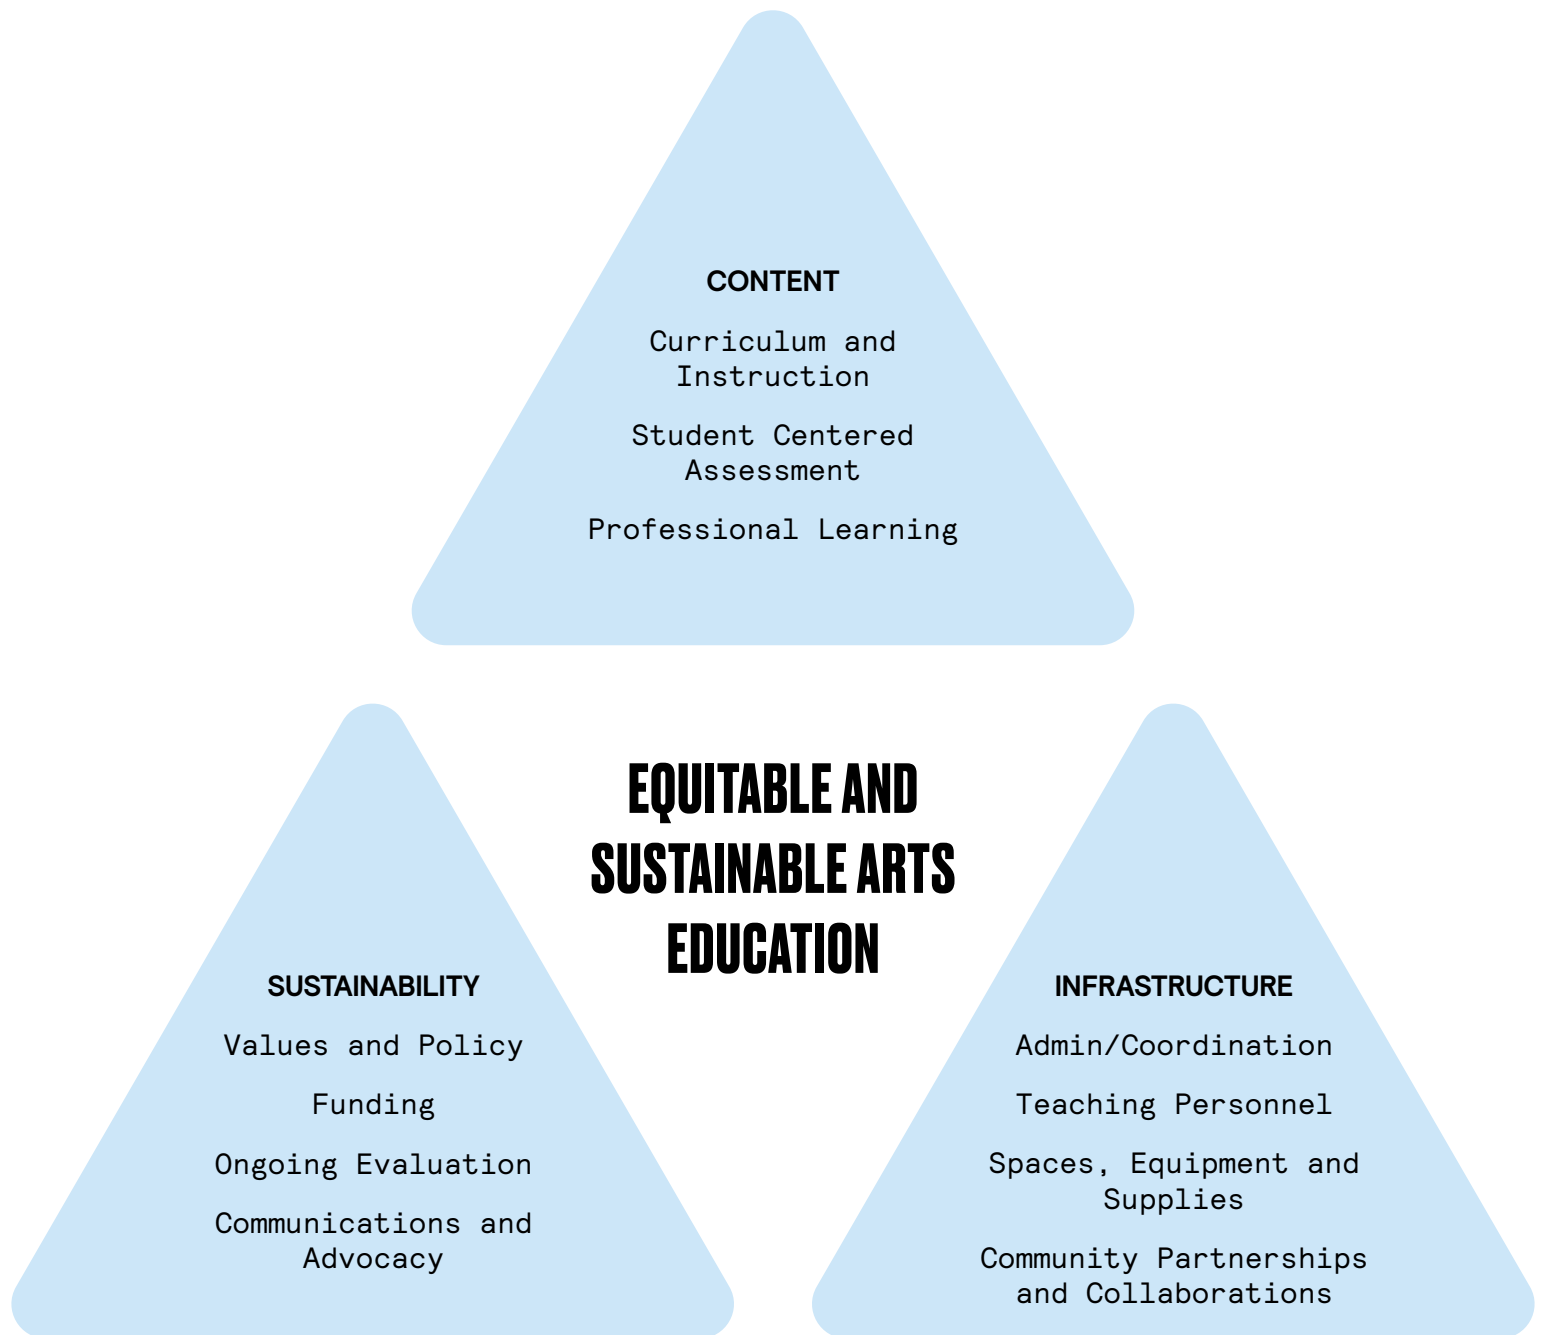 CONTENT
Curriculum and
Instruction
Student Centered
Assessment
Professional Learning
EQUITABLE AND
SUSTAINABLE ARTS
EDUCATION
SUSTAINABILITY
Values and Policy
Funding
Ongoing Evaluation
Communications and
Advocacy
INFRASTRUCTURE
Admin/Coordination
Teaching Personnel
Spaces, Equipment and
Supplies
Community Partnerships
and Collaborations